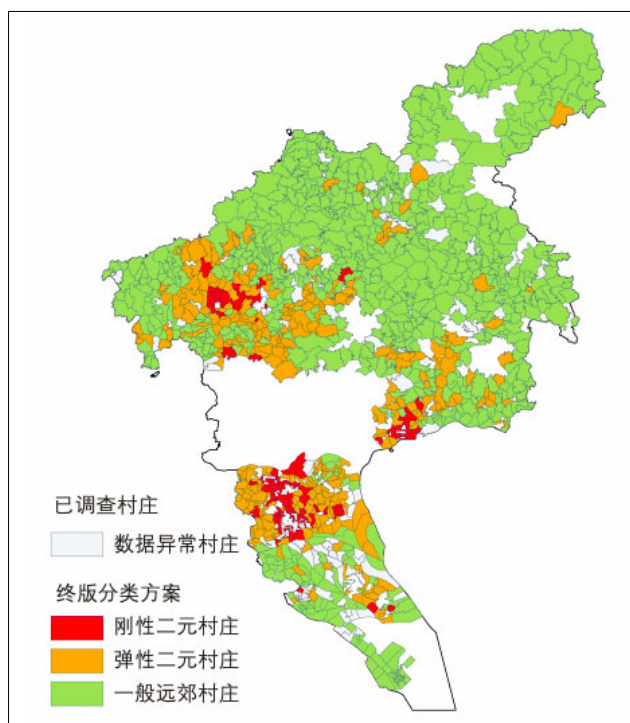 已调查村庄
数据异常村庄
终版分类方案
刚性二元村庄
弹性二元村庄
一般远郊村庄